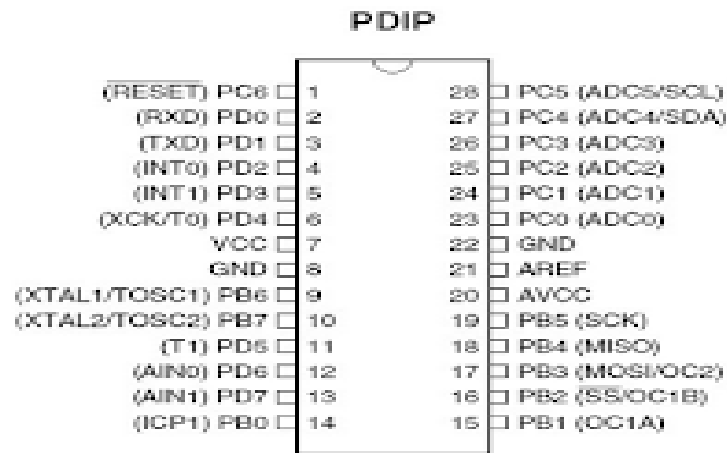 PDIP
(RESET) PC6 1 28 PC5 (ADC5/SCL)
(RXD) PD0 2 27 PC4 (ADC4/SDA)
(TXD) PD1 3 26 PC3 (ADC3)
(INT0) PD2 4 25 PC2 (ADC2)
(INT1) PD3 5 24 PC1 (ADC1)
(XCK/T0) PD4 6 23 PC0 (ADC0)
VCC 7 22 GND
GND 8 21 AREF
(XTAL1/TOSC1) PB6 9 20 AVCC
(XTAL2/TOSC2) PB7 10 19 PB5 (SCK)
(T1) PD5 11 18 PB4 (MISO)
(AIN0) PD6 12 17 PB3 (MOSI/OC2)
(AIN1) PD7 13 16 PB2 (SS/OC1B)
(ICP1) PB0 14 15 PB1 (OC1A)